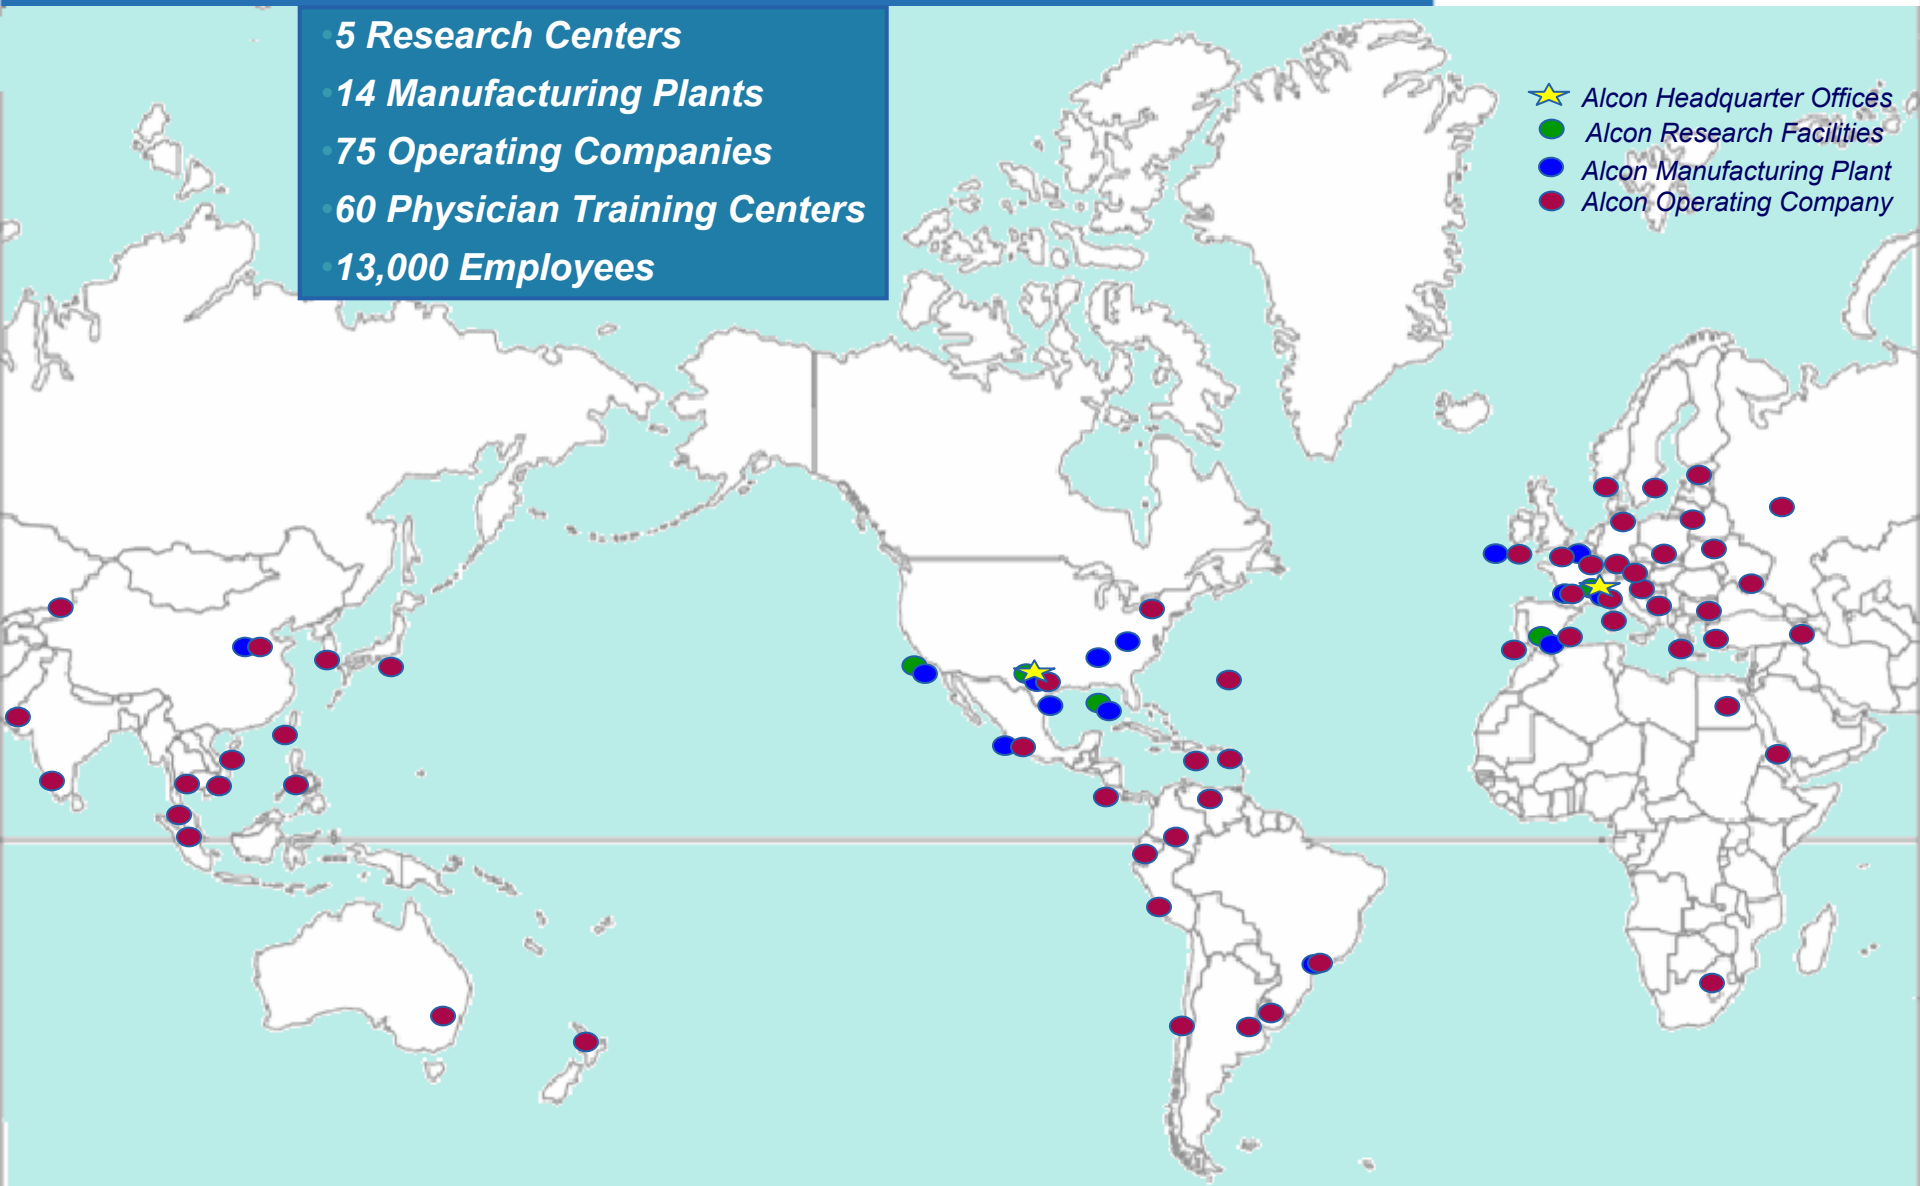 •5 Research Centers
•14 Manufacturing Plants
•75 Operating Companies
•60 Physician Training Centers
•13,000 Employees
Alcon Headquarter Offices
Alcon Research Facilities
Alcon Manufacturing Plant
Alcon Operating Company